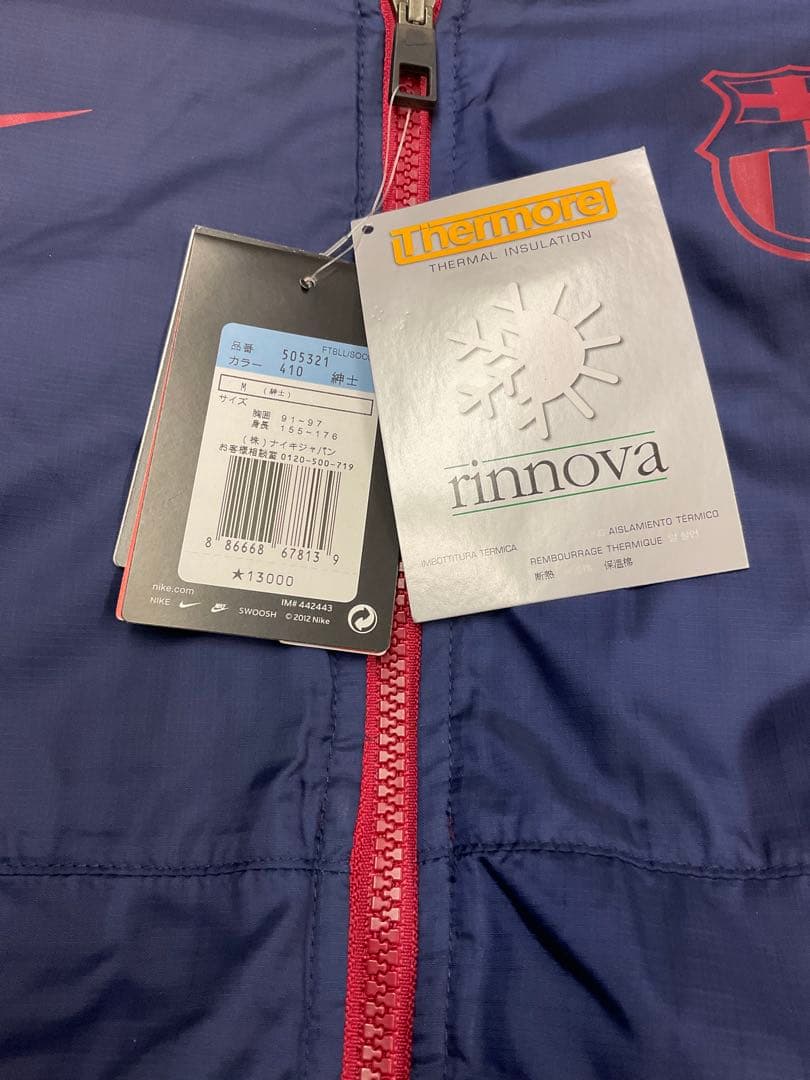 品番 505321 FTBLL/SOCC
カラー 410 紳士
M (紳士)
サイズ
胸囲 91~97
身長 155~176
(株)ナイキジャパン
お客様相談室 0120-500-719
8 86668 67813 9
★13000
nike.com
NIKE SWOOSH
IM# 442443
© 2012 Nike
Thermore
THERMAL INSULATION
rinnova
AISLAMIENTO TÉRMICO
IMBOTTITURA TERMICA
REMBOURRAGE THERMIQUE
断熱 保溫棉